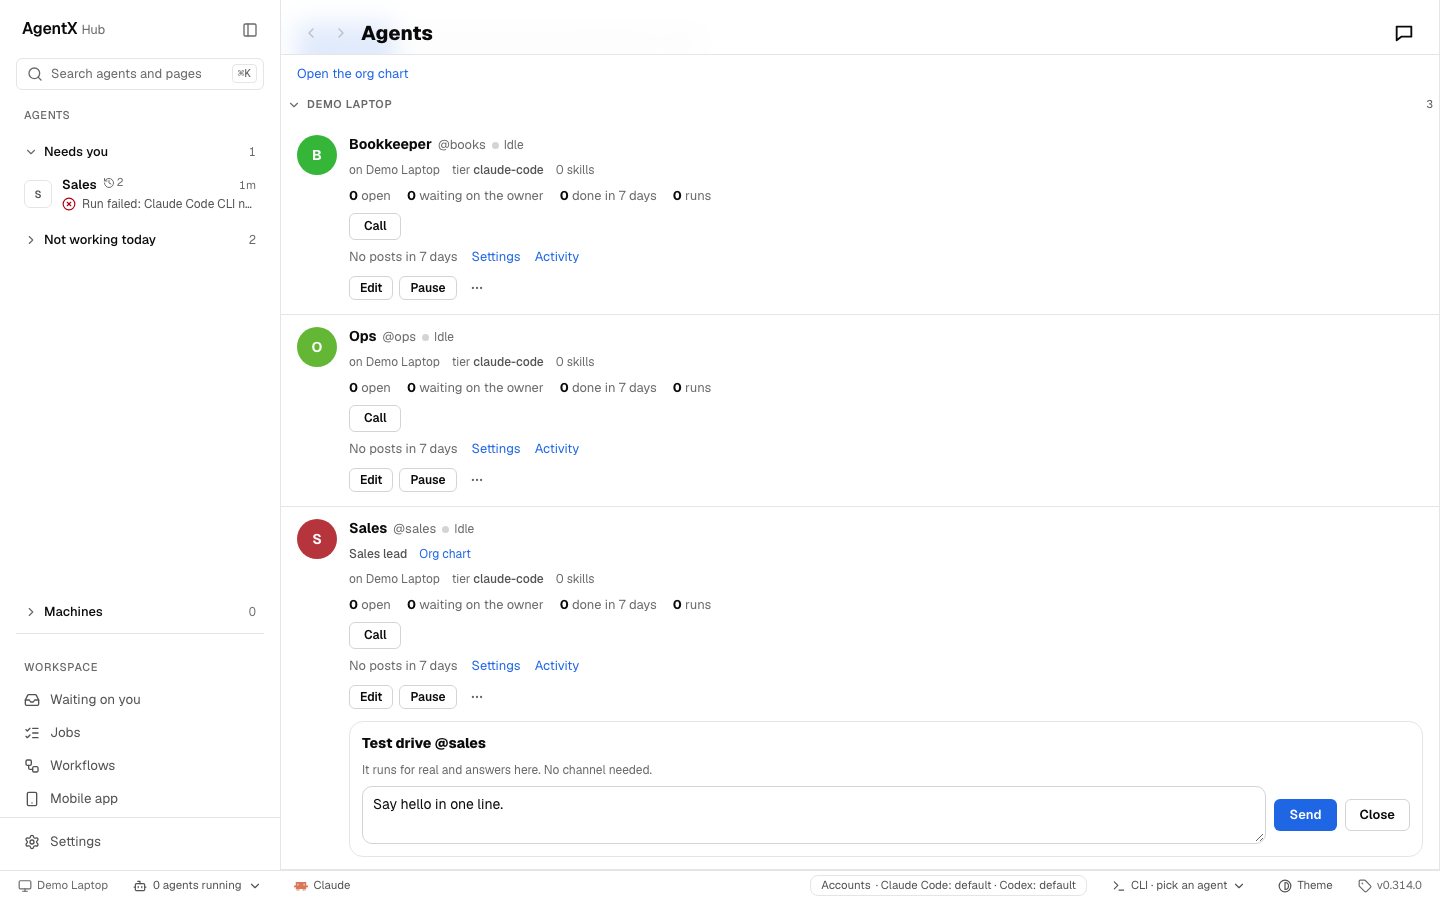 AgentX Hub
Search agents and pages ⌘K
AGENTS
Needs you 1
S Sales 2 1m
Run failed: Claude Code CLI n...
Not working today 2
Machines 0
WORKSPACE
Waiting on you
Jobs
Workflows
Mobile app
Settings
Agents
Open the org chart
DEMO LAPTOP 3
B Bookkeeper @books Idle
on Demo Laptop tier claude-code 0 skills
0 open 0 waiting on the owner 0 done in 7 days 0 runs
Call
No posts in 7 days Settings Activity
Edit Pause ...
O Ops @ops Idle
on Demo Laptop tier claude-code 0 skills
0 open 0 waiting on the owner 0 done in 7 days 0 runs
Call
No posts in 7 days Settings Activity
Edit Pause ...
S Sales @sales Idle
Sales lead Org chart
on Demo Laptop tier claude-code 0 skills
0 open 0 waiting on the owner 0 done in 7 days 0 runs
Call
No posts in 7 days Settings Activity
Edit Pause ...
Test drive @sales
It runs for real and answers here. No channel needed.
Say hello in one line.
Send Close
Demo Laptop 0 agents running Claude Accounts · Claude Code: default · Codex: default CLI · pick an agent Theme v0.314.0